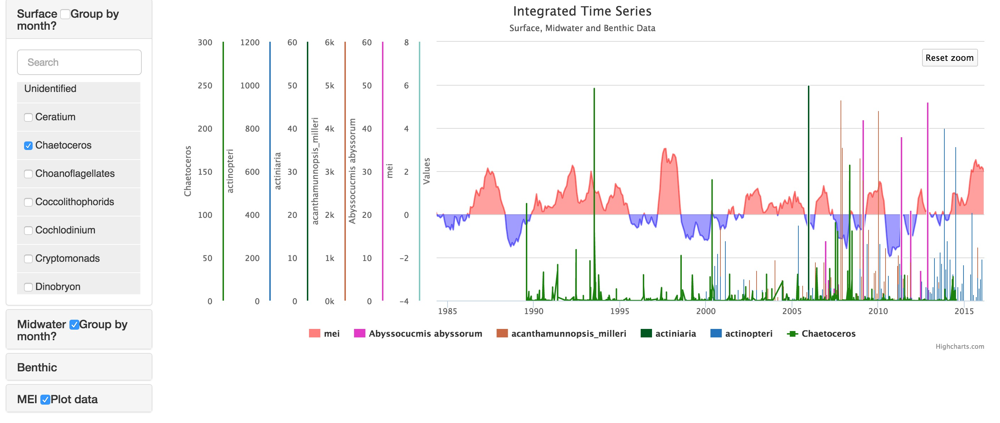 Surface Group by
month?
Search
Unidentified
Ceratium
Chaetoceros
Choanoflagellates
Coccolithophorids
Cochlodinium
Cryptomonads
Dinobryon
Midwater Group by
month?
Benthic
MEI Plot data
Integrated Time Series
Surface, Midwater and Benthic Data
Reset zoom
300 1200 60 6k 60 8
250 1000 50 5k 50 6
200 800 40 4k 40 4
150 600 30 3k 30 2
100 400 20 2k 20 0
50 200 10 1k 10 −2
0 0 0 0k 0 −4
Chaetoceros
actinopteri
actiniaria
acanthamunnopsis_milleri
Abyssocucmis abyssorum
mei
Values
1985 1990 1995 2000 2005 2010 2015
mei Abyssocucmis abyssorum acanthamunnopsis_milleri actiniaria actinopteri Chaetoceros
Highcharts.com